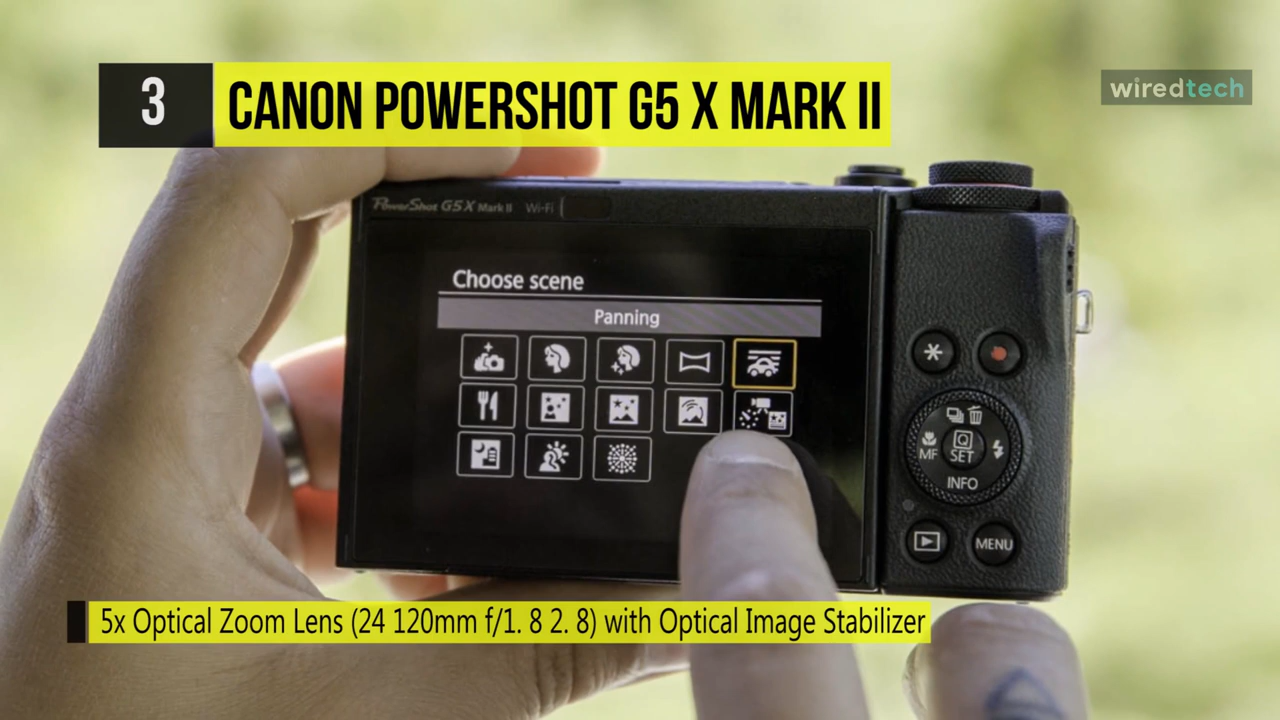 3 CANON POWERSHOT G5 X MARK II
wiredtech
PowerShot G5 X Mark II Wi-Fi
Choose scene
Panning
MF
Q
SET
INFO
MENU
5x Optical Zoom Lens (24 120mm f/1. 8 2. 8) with Optical Image Stabilizer